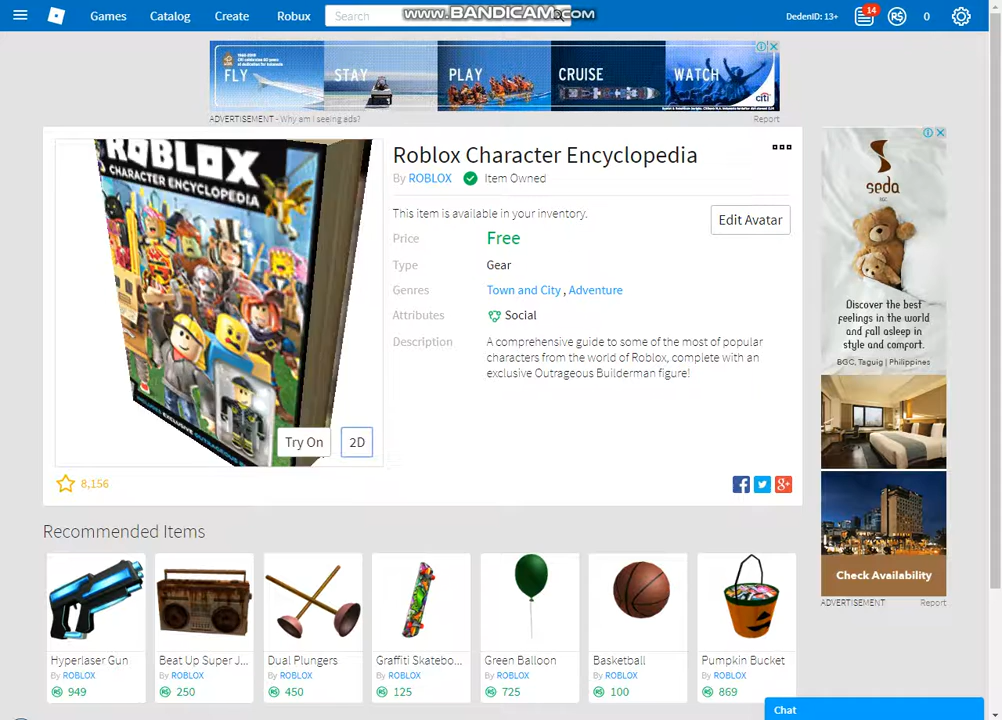 Games Catalog Create Robux Search WWW.BANDICAM.COM DedenID: 13+ 14 R$ 0
FLY STAY PLAY CRUISE WATCH
citi
ADVERTISEMENT - Why am I seeing ads? Report
ROBLOX
CHARACTER ENCYCLOPEDIA
Try On 2D
8,156
Roblox Character Encyclopedia
By ROBLOX Item Owned
This item is available in your inventory.
Edit Avatar
Price Free
Type Gear
Genres Town and City , Adventure
Attributes Social
Description A comprehensive guide to some of the most of popular
characters from the world of Roblox, complete with an
exclusive Outrageous Builderman figure!
seda
Discover the best
feelings in the world
and fall asleep in
style and comfort.
BGC, Taguig | Philippines
Check Availability
ADVERTISEMENT Report
Recommended Items
Hyperlaser Gun
By ROBLOX
R$ 949
Beat Up Super J...
By ROBLOX
R$ 250
Dual Plungers
By ROBLOX
R$ 450
Graffiti Skatebo...
By ROBLOX
R$ 125
Green Balloon
By ROBLOX
R$ 725
Basketball
By ROBLOX
R$ 100
Pumpkin Bucket
By ROBLOX
R$ 869
Chat